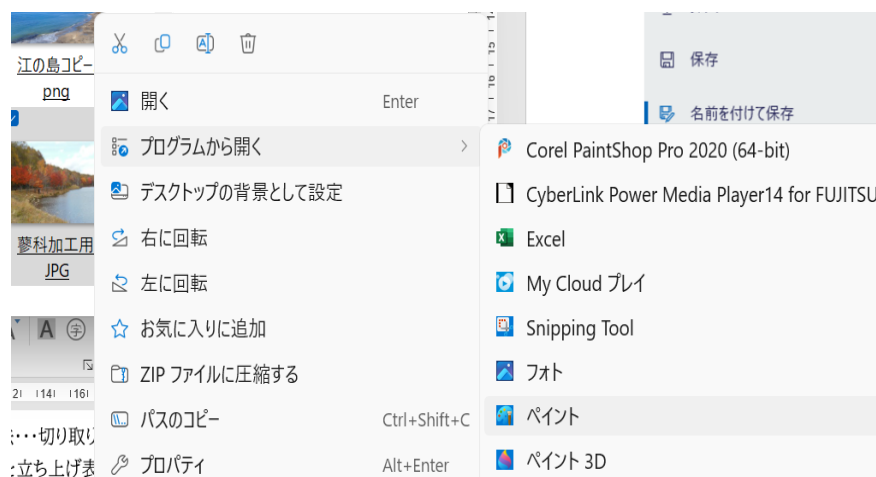 江の島コピー
png
蓼科加工用
JPG
A 字
2| |14| |16|
・・・切り取り
立ち上げ表
開く Enter
プログラムから開く
デスクトップの背景として設定
右に回転
左に回転
お気に入りに追加
ZIP ファイルに圧縮する
パスのコピー Ctrl+Shift+C
プロパティ Alt+Enter
15
16
保存
名前を付けて保存
Corel PaintShop Pro 2020 (64-bit)
CyberLink Power Media Player14 for FUJITSU
Excel
My Cloud プレイ
Snipping Tool
フォト
ペイント
ペイント 3D